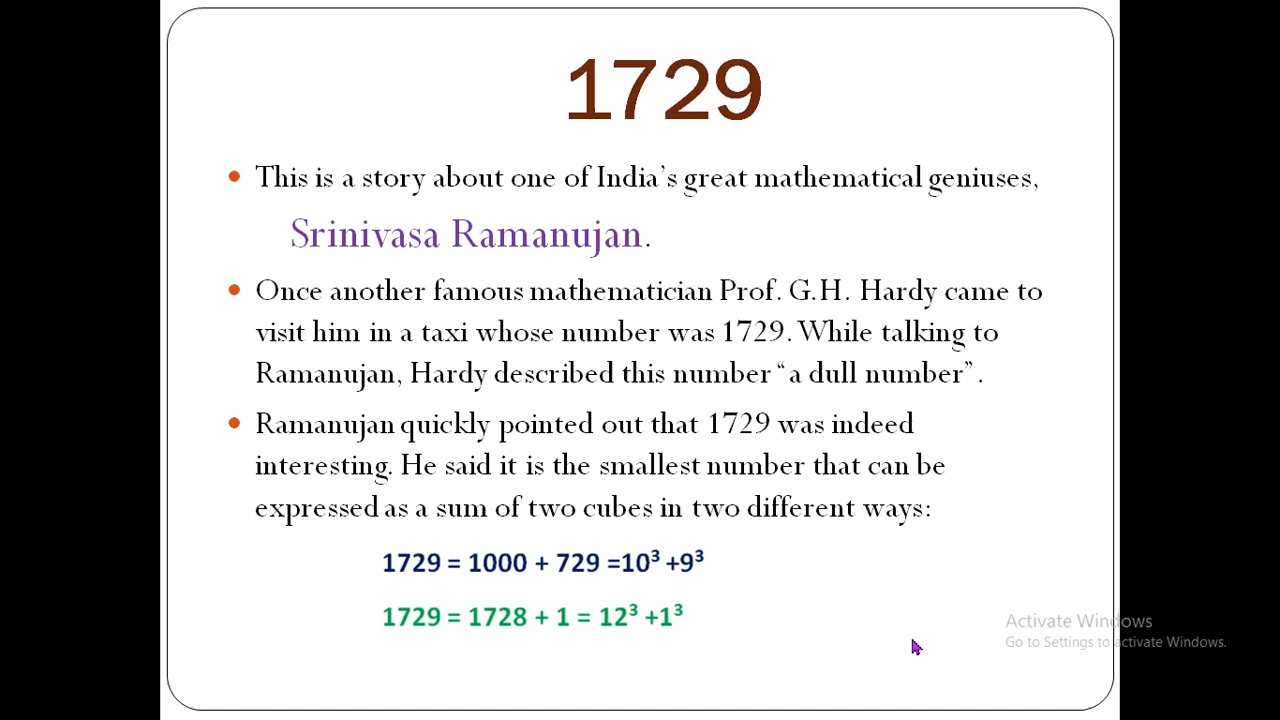 1729
• This is a story about one of India's great mathematical geniuses,
Srinivasa Ramanujan.
• Once another famous mathematician Prof. G.H. Hardy came to
visit him in a taxi whose number was 1729. While talking to
Ramanujan, Hardy described this number “a dull number”.
• Ramanujan quickly pointed out that 1729 was indeed
interesting. He said it is the smallest number that can be
expressed as a sum of two cubes in two different ways:
1729 = 1000 + 729 =10³ +9³
1729 = 1728 + 1 = 12³ +1³
Activate Windows
Go to Settings to activate Windows.